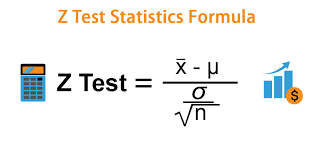 Z Test Statistics Formula
Z Test = x̄ - μ
σ
√n
$